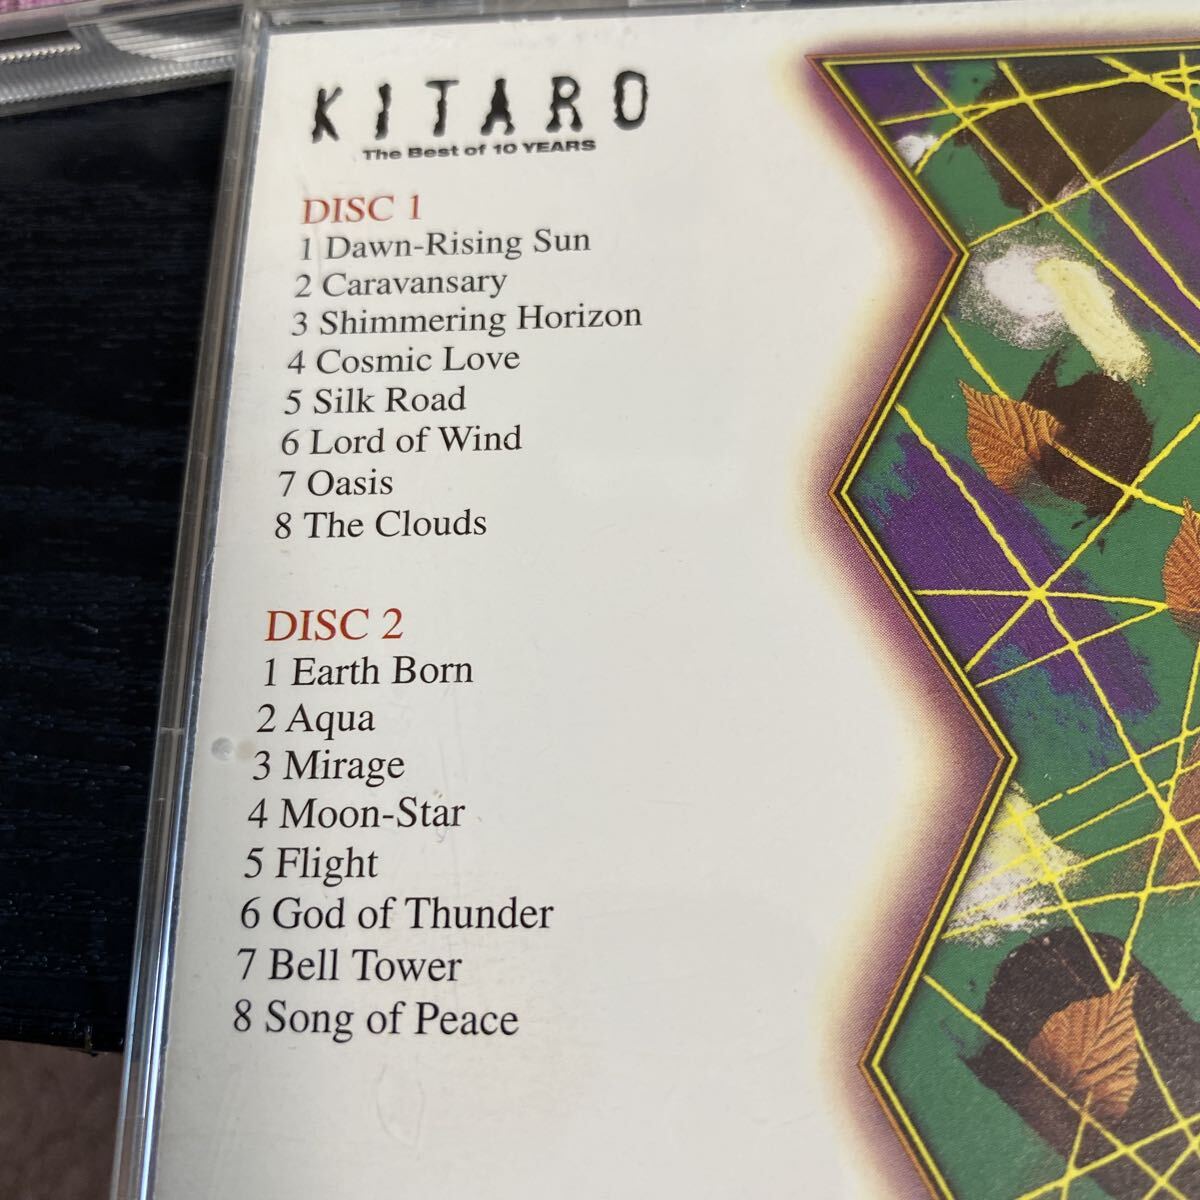 KITARO
The Best of 10 YEARS
DISC 1
1 Dawn-Rising Sun
2 Caravansary
3 Shimmering Horizon
4 Cosmic Love
5 Silk Road
6 Lord of Wind
7 Oasis
8 The Clouds
DISC 2
1 Earth Born
2 Aqua
3 Mirage
4 Moon-Star
5 Flight
6 God of Thunder
7 Bell Tower
8 Song of Peace